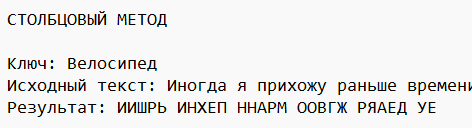 СТОЛБЦОВЫЙ МЕТОД
Ключ: Велосипед
Исходный текст: Иногда я прихожу раньше времени
Результат: ИИШРЬ ИНХЕП ННАРМ ООВГЖ РЯАЕД УЕ